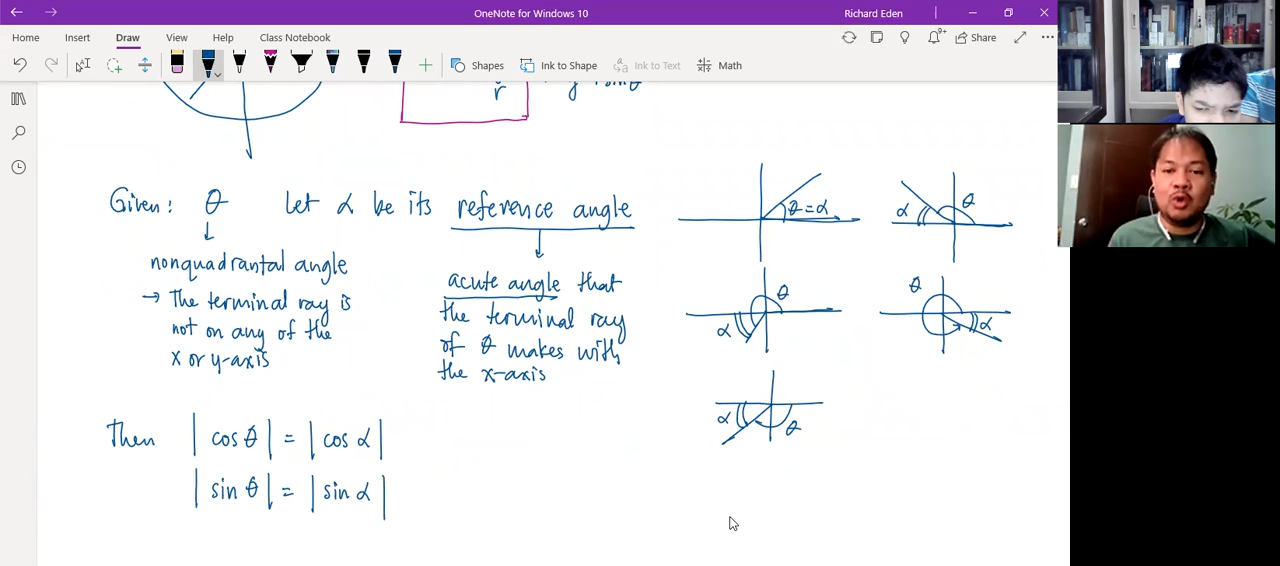 OneNote for Windows 10
Richard Eden
Home Insert Draw View Help Class Notebook
Share
Shapes Ink to Shape Ink to Text Math
r
Given: θ let α be its reference angle
nonquadrantal angle
→ The terminal ray is
not on any of the
x or y-axis
acute angle that
the terminal ray
of θ makes with
the x-axis
θ = α
α θ
θ
α
θ
α
α
θ
Then | cos θ | = | cos α |
| sin θ | = | sin α |